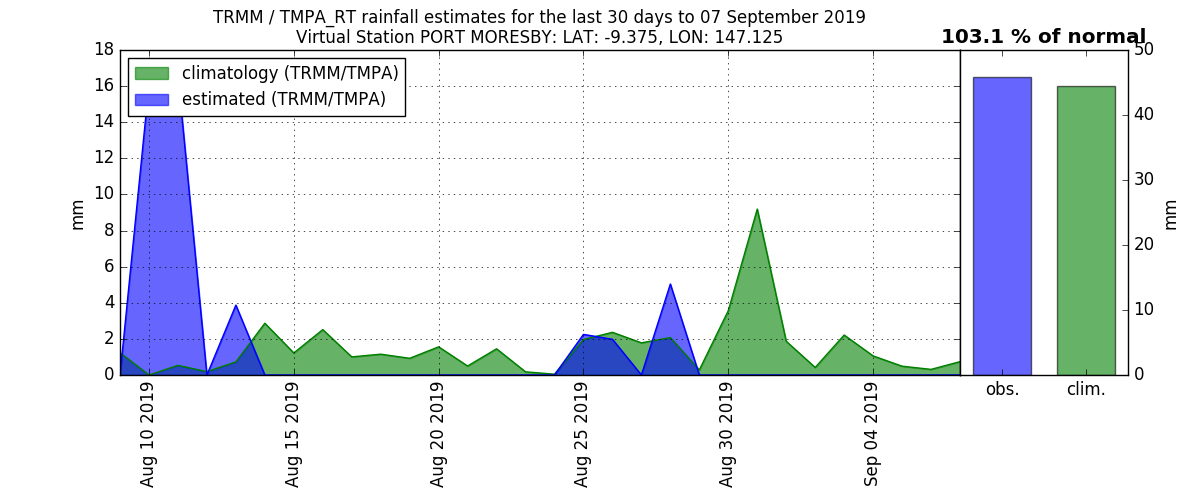 TRMM / TMPA_RT rainfall estimates for the last 30 days to 07 September 2019
Virtual Station PORT MORESBY: LAT: -9.375, LON: 147.125
103.1 % of normal
climatology (TRMM/TMPA)
estimated (TRMM/TMPA)
18
16
14
12
10
8
6
4
2
0
mm
Aug 10 2019
Aug 15 2019
Aug 20 2019
Aug 25 2019
Aug 30 2019
Sep 04 2019
obs.
clim.
50
40
30
20
10
0
mm